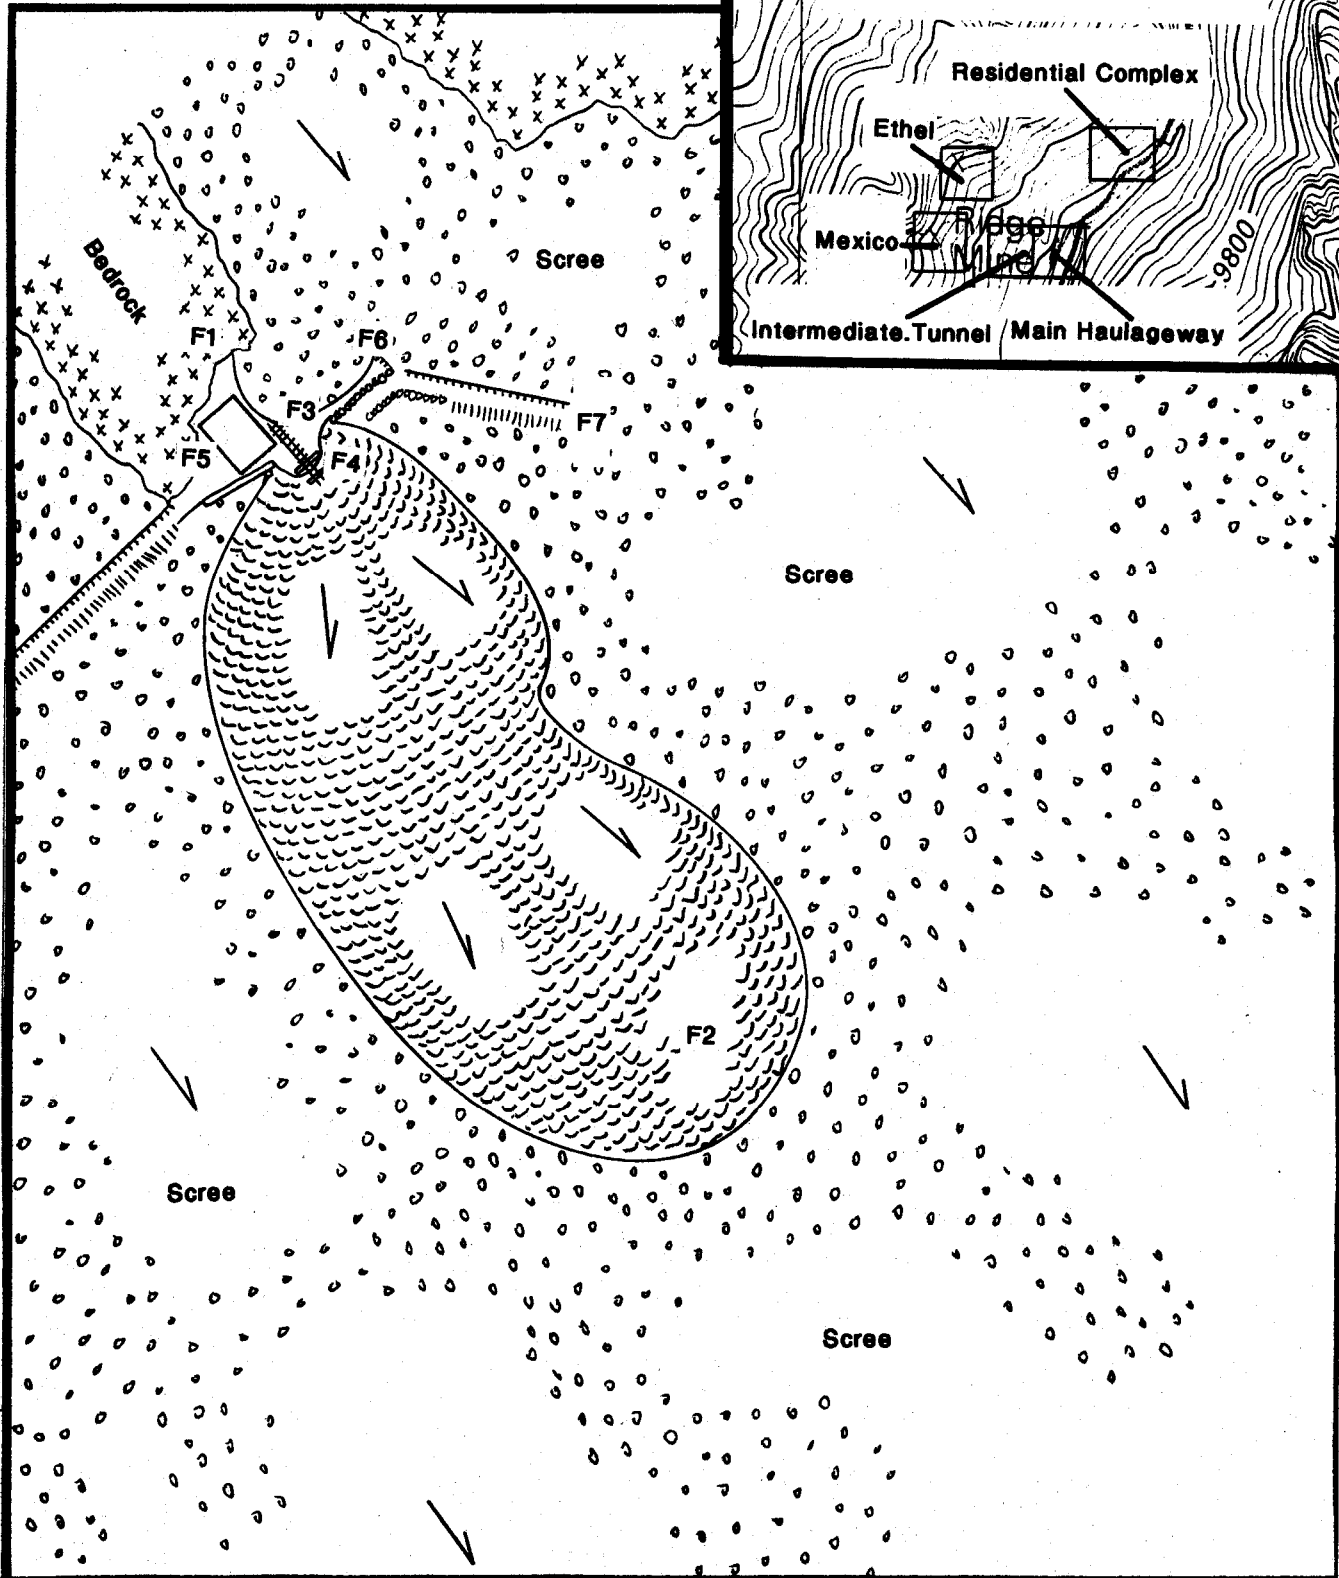 Residential Complex
Ethel
Ridge
Mine
Mexico
9800
Intermediate.Tunnel
Main Haulageway
Scree
Bedrock
F1
F6
F3
F7
F5
F4
Scree
F2
Scree
Scree